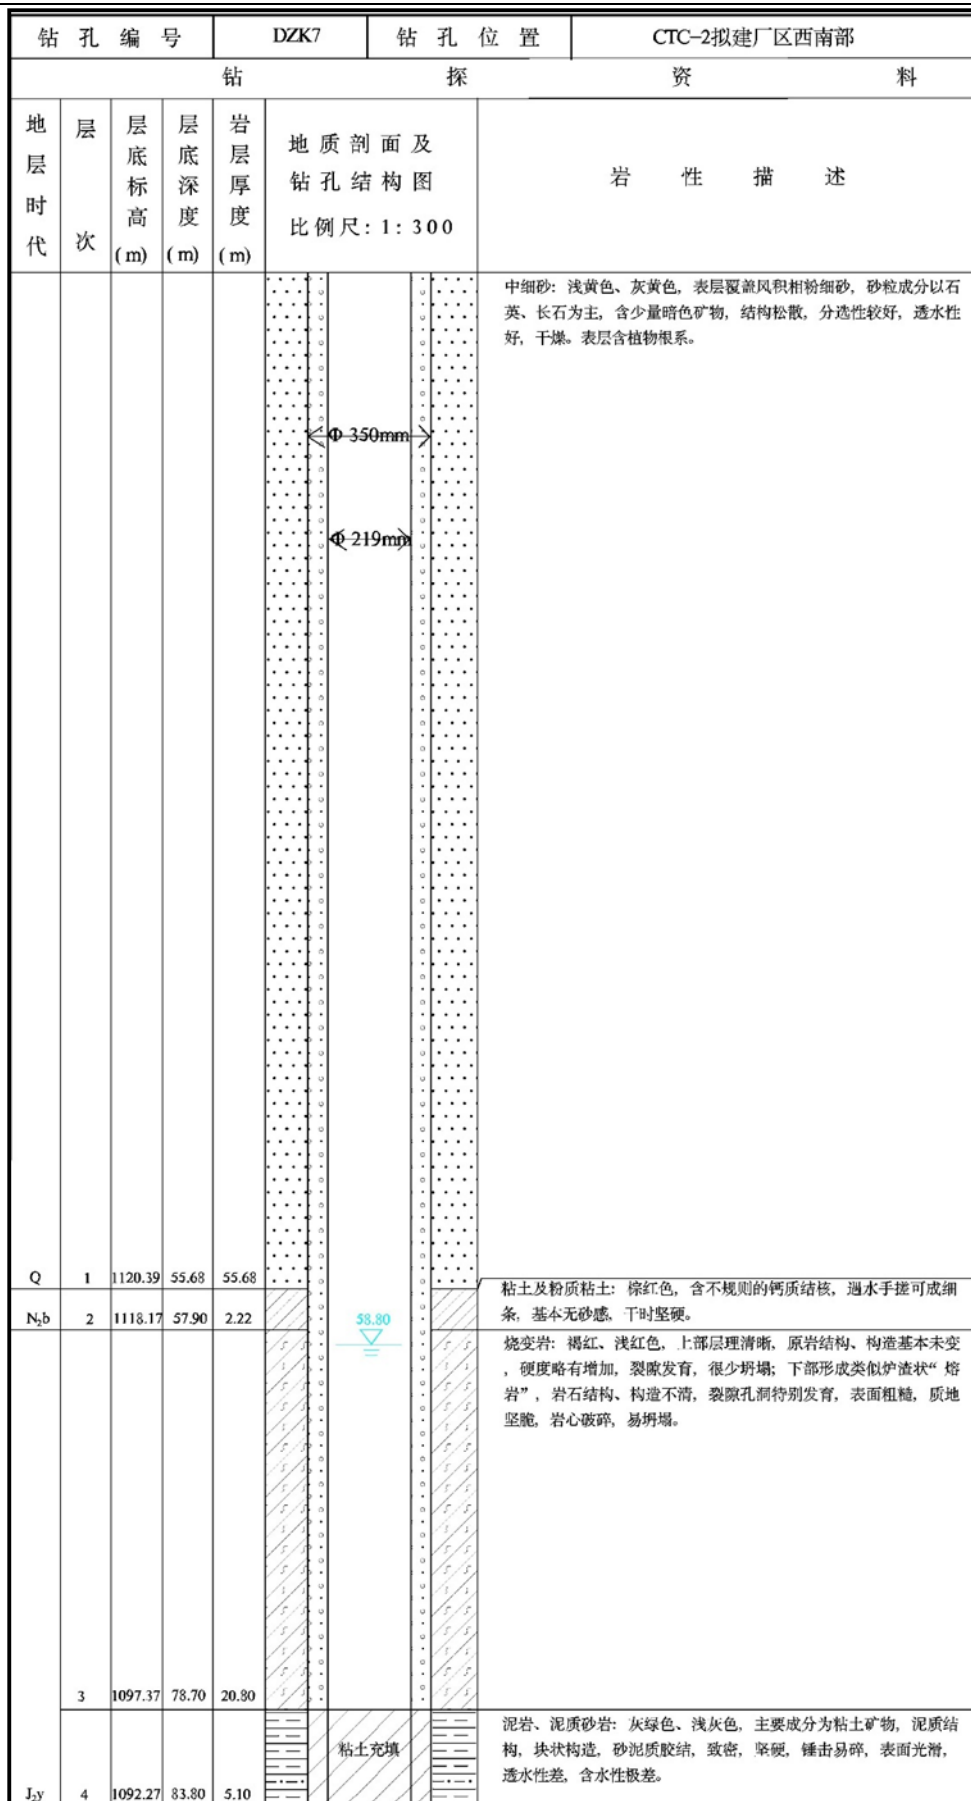 钻孔编号 DZK7 钻孔位置 CTC-2拟建厂区西南部
钻探资料
地层时代 层次 层底标高(m) 层底深度(m) 岩层厚度(m) 地质剖面及钻孔结构图 比例尺:1:300 岩性描述
中细砂：浅黄色、灰黄色，表层覆盖风积相粉细砂，砂粒成分以石
英、长石为主，含少量暗色矿物，结构松散，分选性较好，透水性
好，干燥。表层含植物根系。
Φ 350mm
Φ 219mm
Q 1 1120.39 55.68 55.68
粘土及粉质粘土：棕红色，含不规则的钙质结核，遇水手搓可成细
条，基本无砂感，干时坚硬。
N₂b 2 1118.17 57.90 2.22
58.80
烧变岩：褐红、浅红色，上部层理清晰，原岩结构、构造基本未变
，硬度略有增加，裂隙发育，很少坍塌；下部形成类似炉渣状“熔
岩”，岩石结构、构造不清，裂隙孔洞特别发育，表面粗糙，质地
坚脆，岩心破碎，易坍塌。
3 1097.37 78.70 20.80
泥岩、泥质砂岩：灰绿色、浅灰色，主要成分为粘土矿物，泥质结
构，块状构造，砂泥质胶结，致密，坚硬，锤击易碎，表面光滑，
透水性差，含水性极差。
粘土充填
J₂y 4 1092.27 83.80 5.10